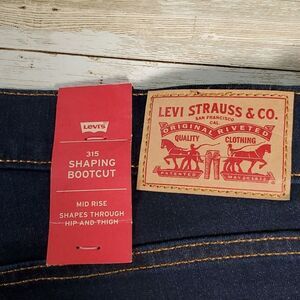 Levi's
315
SHAPING
BOOTCUT
MID RISE
SHAPES THROUGH
HIP AND THIGH
LEVI STRAUSS & CO.
SAN FRANCISCO
CAL.
ORIGINAL RIVETED
QUALITY CLOTHING